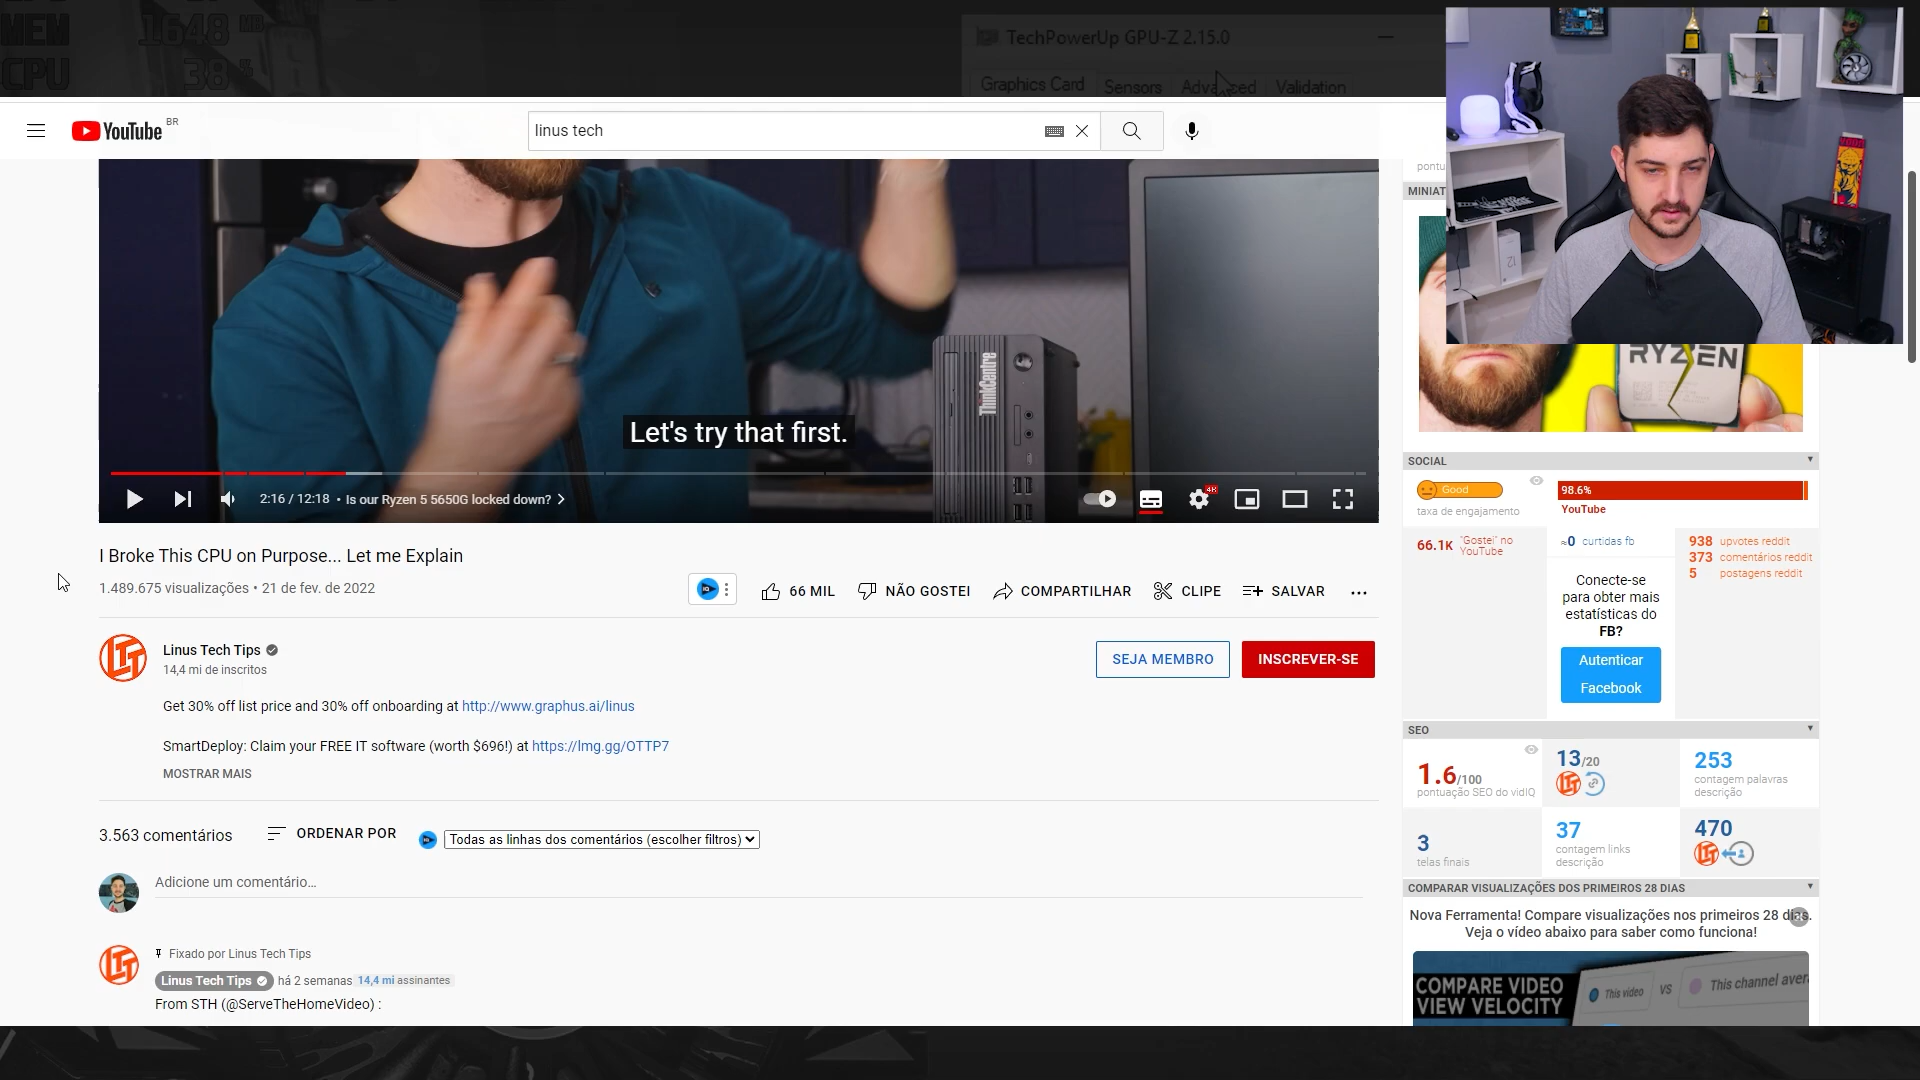 MEM 1648 MB
CPU 38
TechPowerUp GPU-Z 2.15.0
Graphics Card Sensors Advanced Validation
YouTube BR
linus tech
MINIAT
RYZEN
ThinkCentre
Let's try that first.
2:16 / 12:18 • Is our Ryzen 5 5650G locked down?
4K
I Broke This CPU on Purpose... Let me Explain
1.489.675 visualizações • 21 de fev. de 2022
66 MIL NÃO GOSTEI COMPARTILHAR CLIPE SALVAR
Linus Tech Tips
14,4 mi de inscritos
SEJA MEMBRO INSCREVER-SE
Get 30% off list price and 30% off onboarding at http://www.graphus.ai/linus
SmartDeploy: Claim your FREE IT software (worth $696!) at https://lmg.gg/OTTP7
MOSTRAR MAIS
3.563 comentários ORDENAR POR Todas as linhas dos comentários (escolher filtros)
Adicione um comentário...
Fixado por Linus Tech Tips
Linus Tech Tips há 2 semanas 14,4 mi assinantes
From STH (@ServeTheHomeVideo) :
SOCIAL
Good
taxa de engajamento
98.6%
YouTube
66.1K "Gostei" no
YouTube
≈0 curtidas fb
Conecte-se
para obter mais
estatísticas do
FB?
Autenticar
Facebook
938 upvotes reddit
373 comentários reddit
5 postagens reddit
SEO
1.6/100
pontuação SEO do vidIQ
13/20
253
contagem palavras
descrição
3
telas finais
37
contagem links
descrição
470
COMPARAR VISUALIZAÇÕES DOS PRIMEIROS 28 DIAS
Nova Ferramenta! Compare visualizações nos primeiros 28 dias.
Veja o vídeo abaixo para saber como funciona!
COMPARE VIDEO
VIEW VELOCITY
This video VS This channel avera